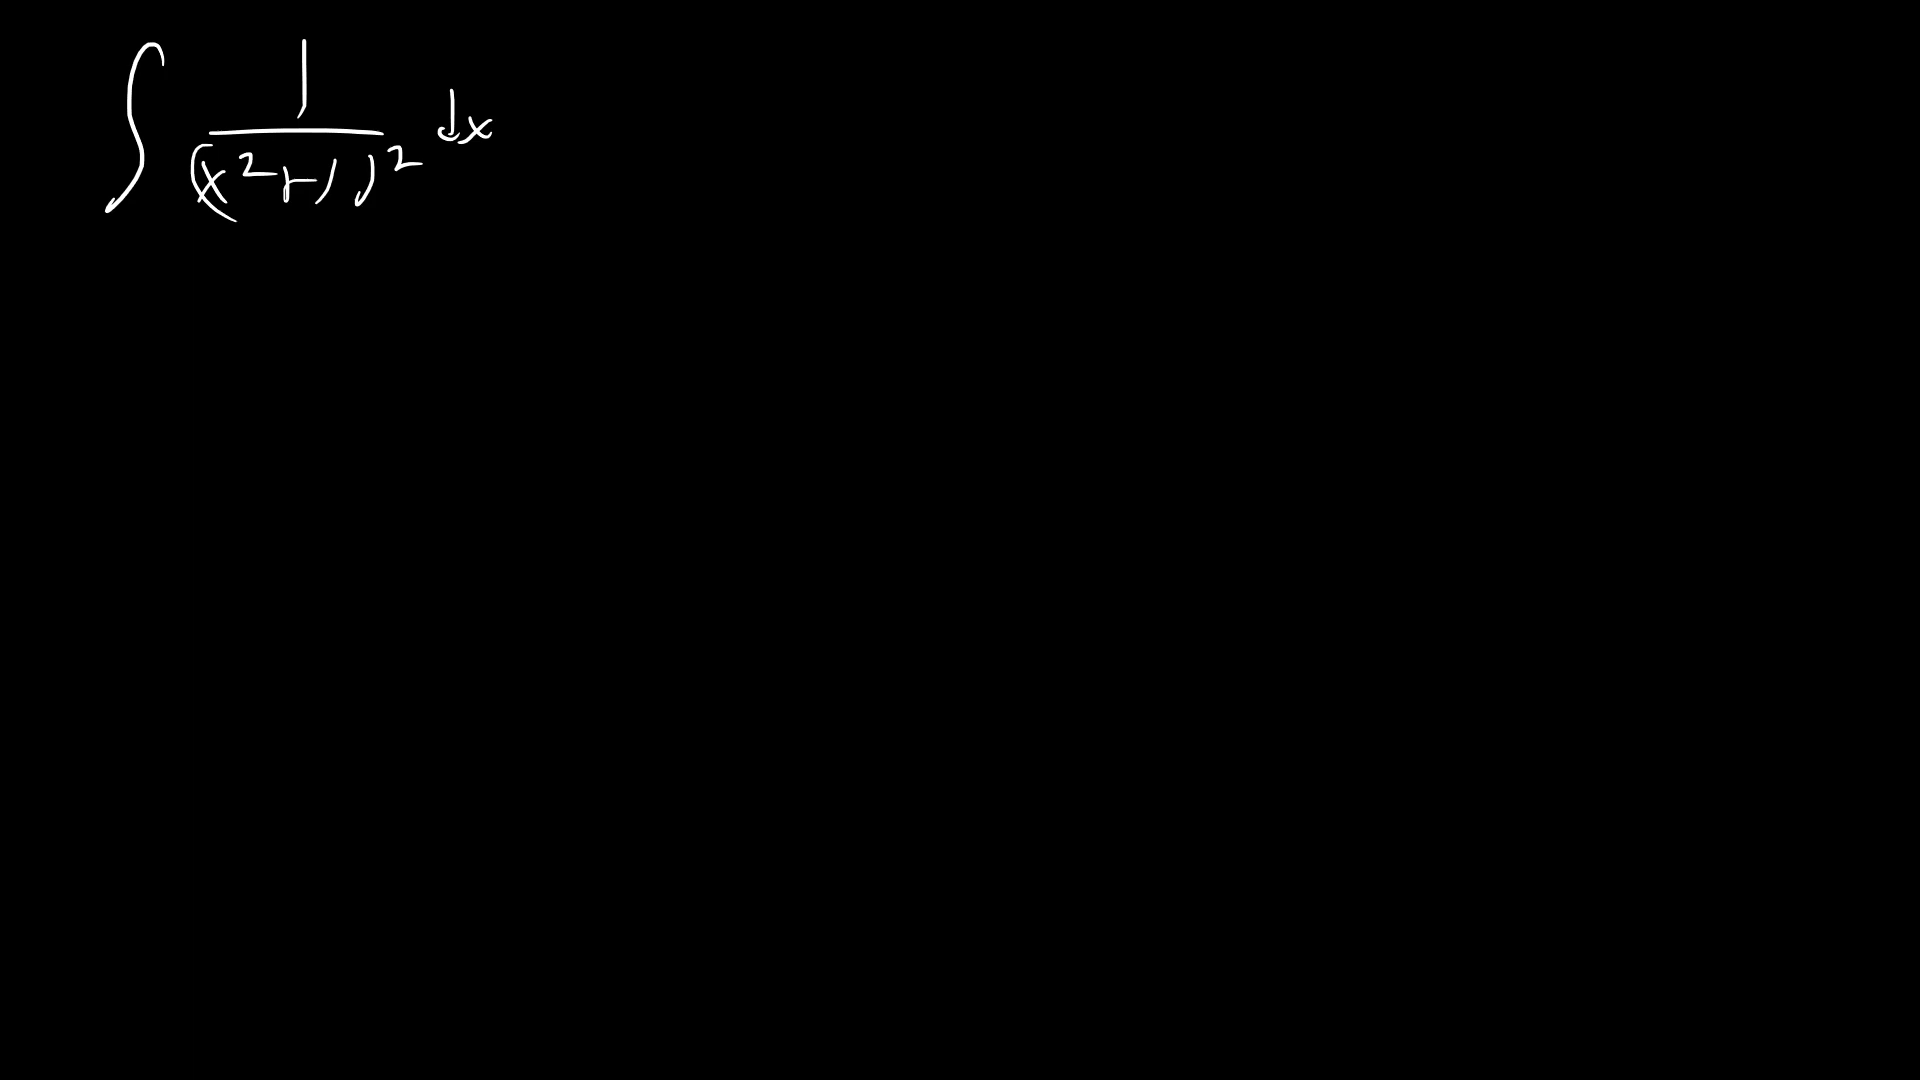 ∫ 1/(x²+1)² dx